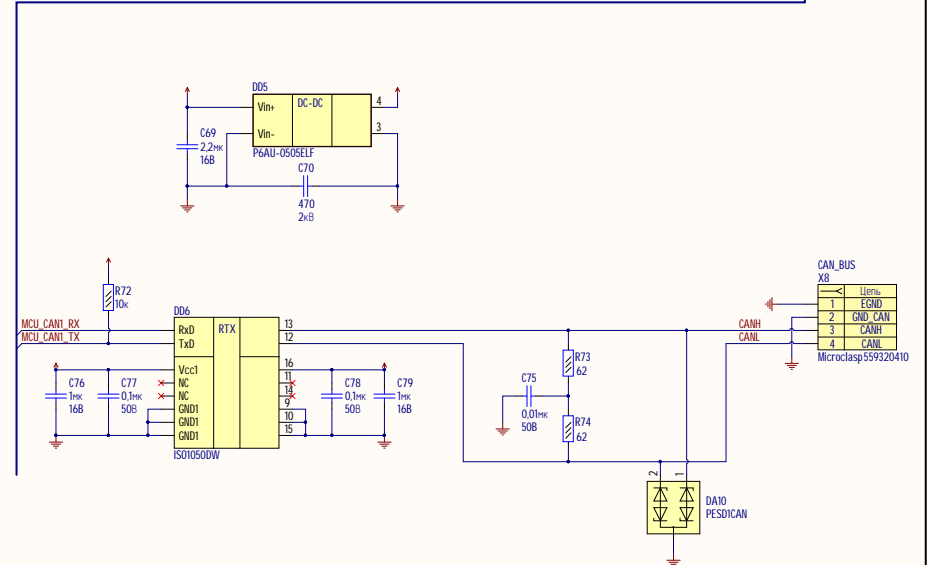 DD5
DC-DC
Vin+
4
Vin-
3
P6AU-0505ELF
C69
2,2мк
16В
C70
470
2кВ
R72
10к
MCU_CAN1_RX
MCU_CAN1_TX
DD6
RxD
RTX
13
TxD
12
Vcc1
16
NC
11
NC
14
GND1
9
GND1
10
GND1
15
ISO1050DW
C76
1мк
16В
C77
0,1мк
50В
C78
0,1мк
50В
C79
1мк
16В
C75
0,01мк
50В
R73
62
R74
62
2
1
DA10
PESD1CAN
CANH
CANL
CAN_BUS
X8
Цепь
1 EGND
2 GND_CAN
3 CANH
4 CANL
Microclasp559320410